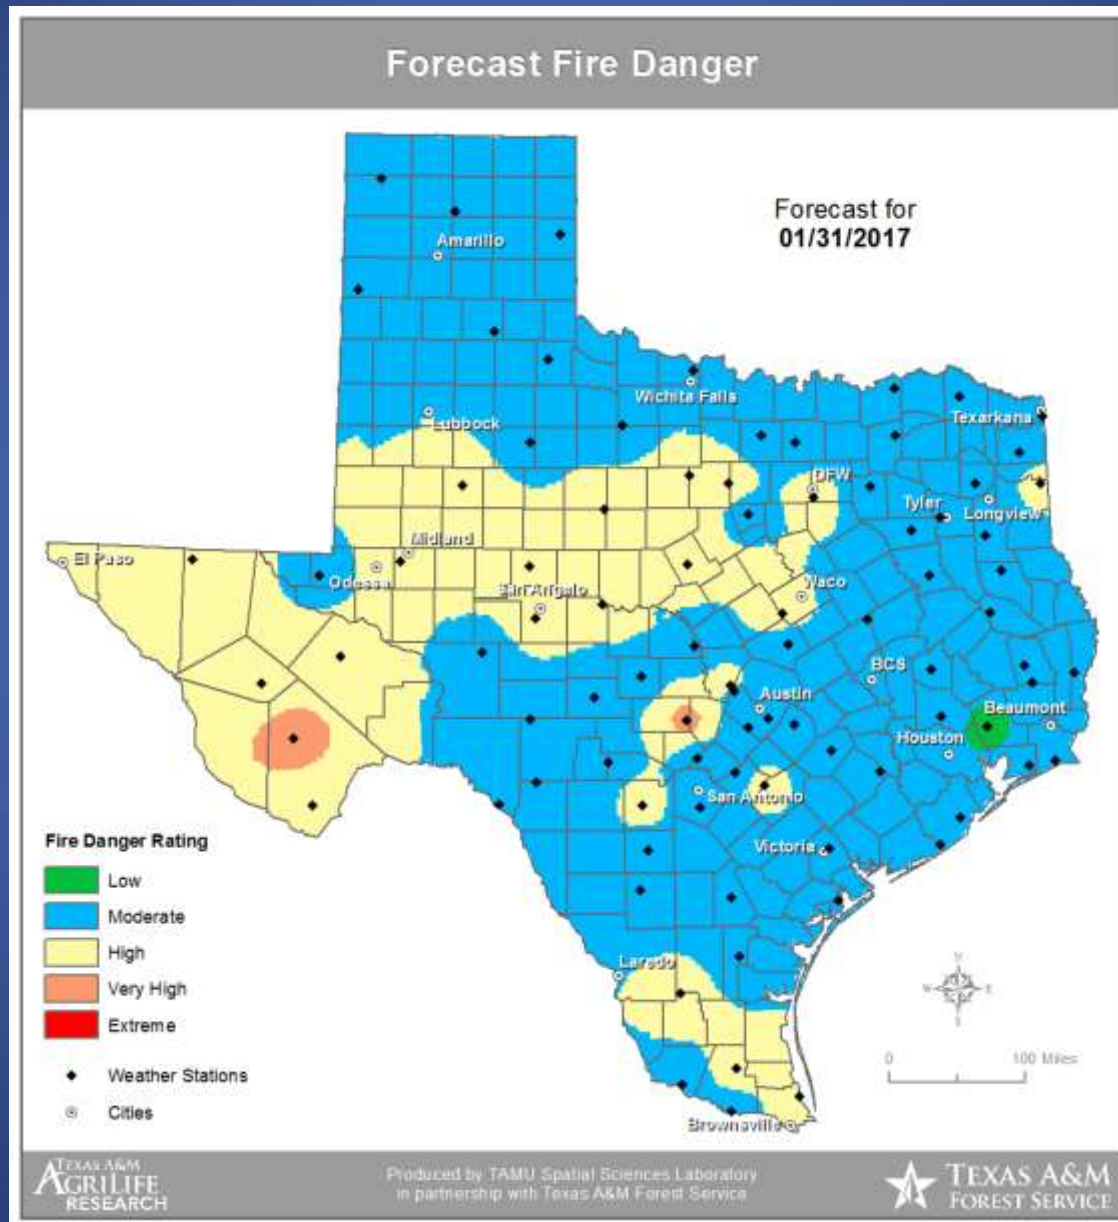 Forecast Fire Danger
Forecast for
01/31/2017
Amarillo
Wichita Falls
Lubbock
Texarkana
DFW
Tyler
Longview
El Paso
Midland
Odessa
San Angelo
Waco
BCS
Austin
Beaumont
Houston
San Antonio
Victoria
Laredo
Brownsville
Fire Danger Rating
Low
Moderate
High
Very High
Extreme
Weather Stations
Cities
N
W E
S
0 100 Miles
TEXAS A&M
AGRILIFE
RESEARCH
Produced by TAMU Spatial Sciences Laboratory
in partnership with Texas A&M Forest Service
TEXAS A&M
FOREST SERVICE